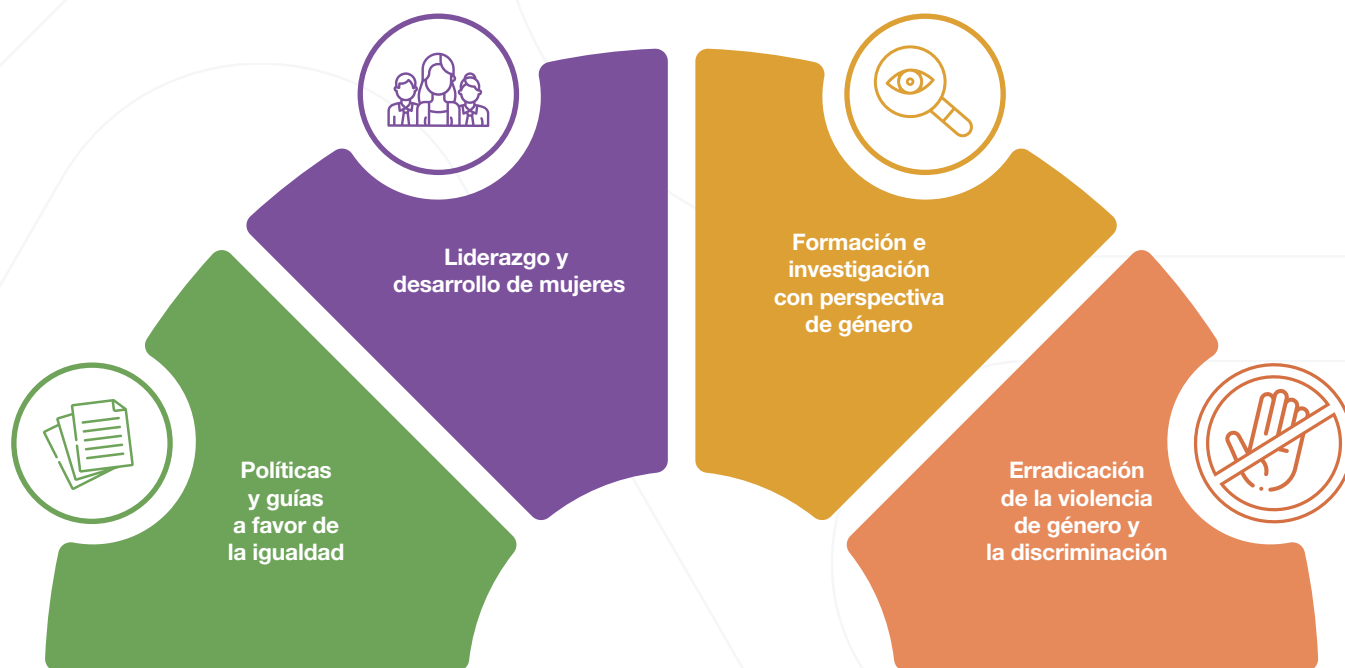 Liderazgo y
desarrollo de mujeres
Formación e
investigación
con perspectiva
de género
Políticas
y guías
a favor de
la igualdad
Erradicación
de la violencia
de género y
la discriminación